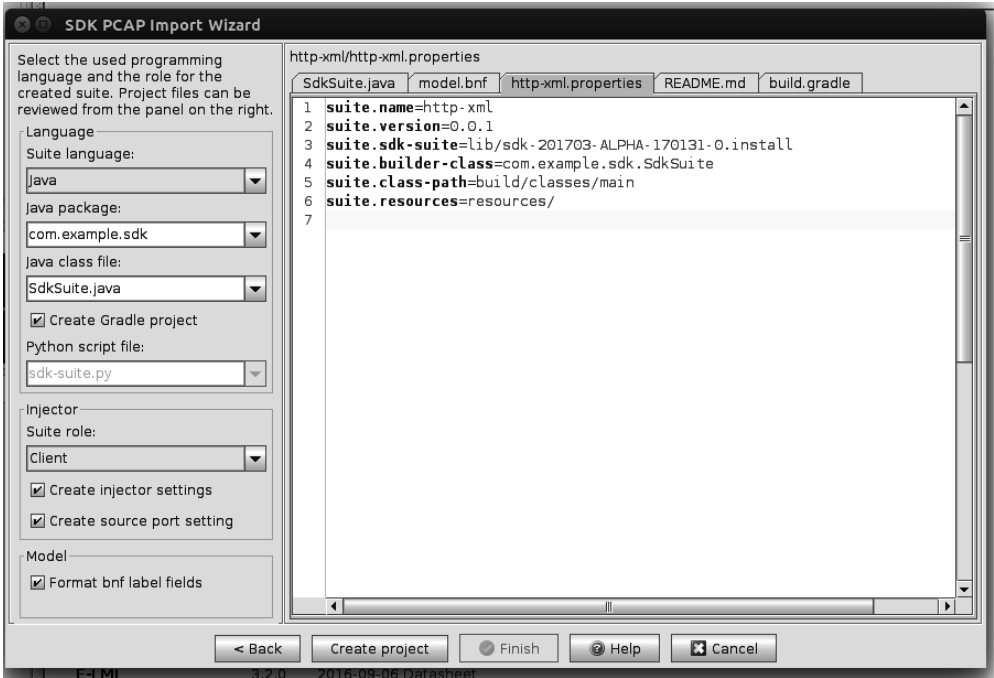 SDK PCAP Import Wizard
Select the used programming
language and the role for the
created suite. Project files can be
reviewed from the panel on the right.
Language
Suite language:
Java
Java package:
com.example.sdk
Java class file:
SdkSuite.java
Create Gradle project
Python script file:
sdk-suite.py
Injector
Suite role:
Client
Create injector settings
Create source port setting
Model
Format bnf label fields
http-xml/http-xml.properties
SdkSuite.java model.bnf http-xml.properties README.md build.gradle
1 suite.name=http-xml
2 suite.version=0.0.1
3 suite.sdk-suite=lib/sdk-201703-ALPHA-170131-0.install
4 suite.builder-class=com.example.sdk.SdkSuite
5 suite.class-path=build/classes/main
6 suite.resources=resources/
7
< Back Create project Finish Help Cancel
E-LMI 3.2.0 2016-09-06 Datasheet